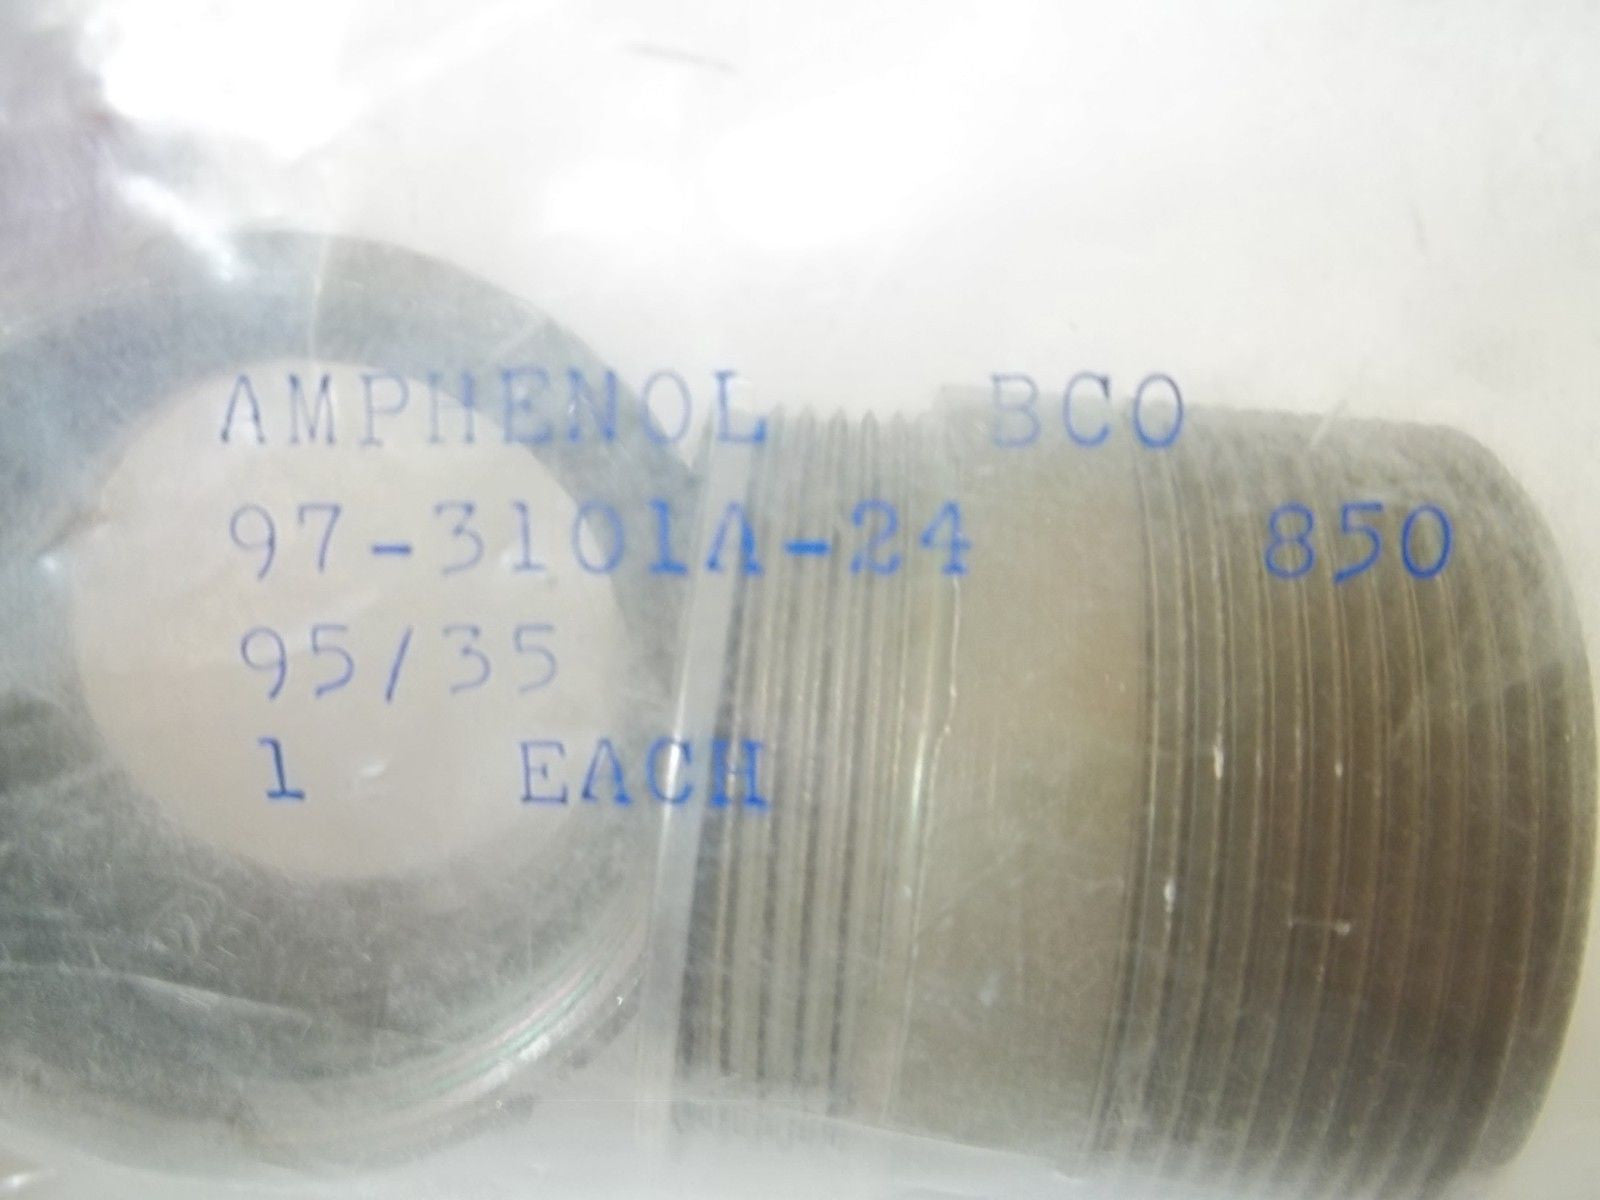 AMPHENOL BCO
97-3101A-24 850
95/35
1 EACH